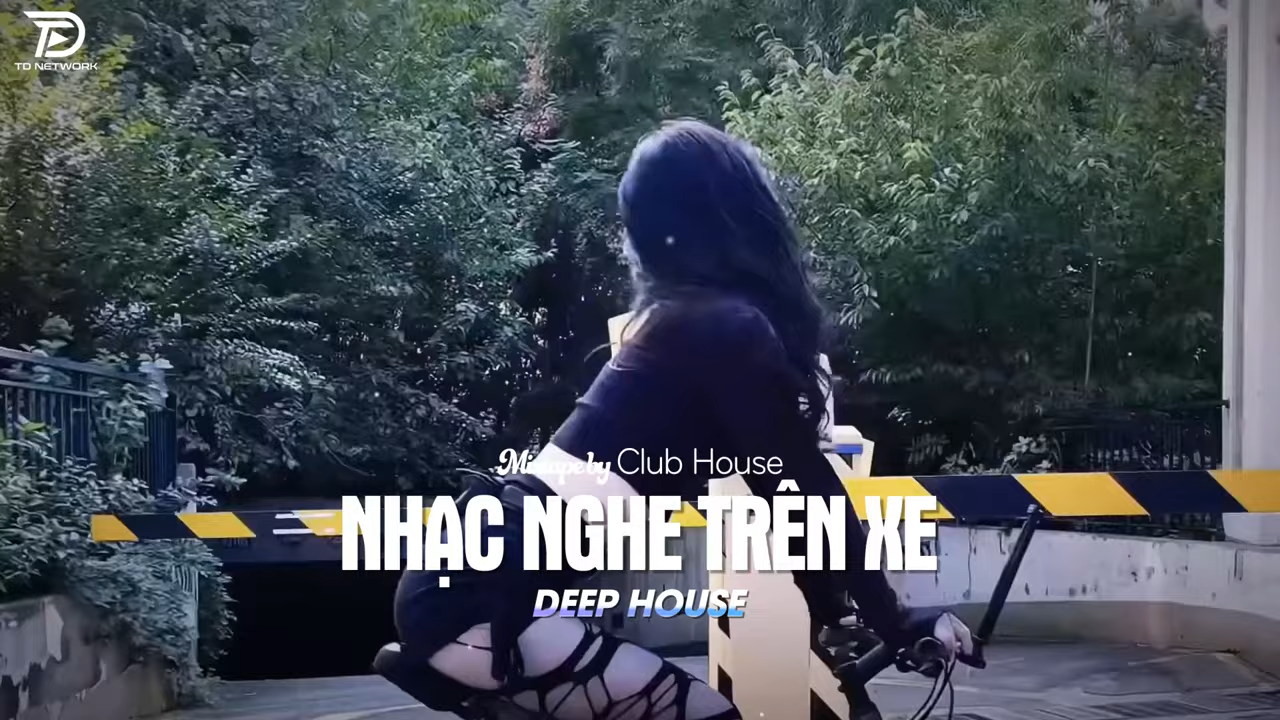 TD NETWORK
Mixtape by Club House
NHẠC NGHE TRÊN XE
DEEP HOUSE